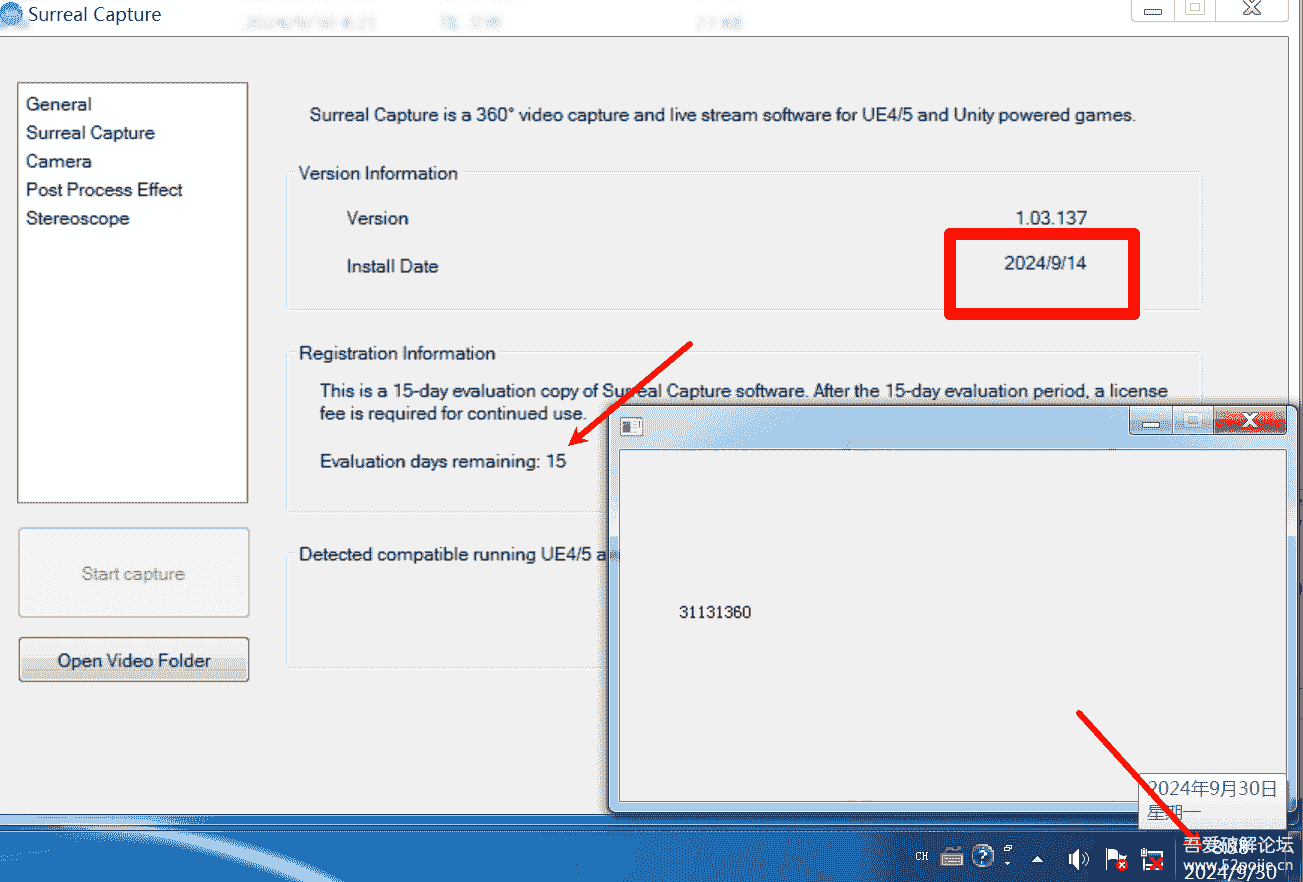 Surreal Capture
General
Surreal Capture
Camera
Post Process Effect
Stereoscope
Start capture
Open Video Folder
Surreal Capture is a 360° video capture and live stream software for UE4/5 and Unity powered games.
Version Information
Version
1.03.137
Install Date
2024/9/14
Registration Information
This is a 15-day evaluation copy of Surreal Capture software. After the 15-day evaluation period, a license
fee is required for continued use.
Evaluation days remaining: 15
Detected compatible running UE4/5 a
31131360
2024年9月30日
星期一
CH
吾爱破解论坛
www.52pojie.cn
2024/9/30